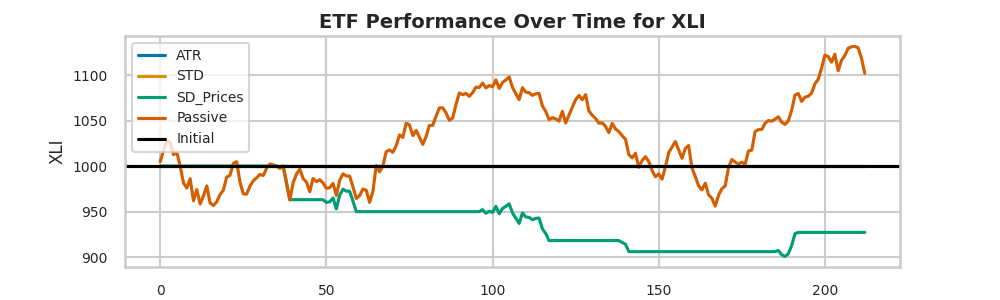 ETF Performance Over Time for XLI
XLI
1100
1050
1000
950
900
ATR
STD
SD_Prices
Passive
Initial
0
50
100
150
200